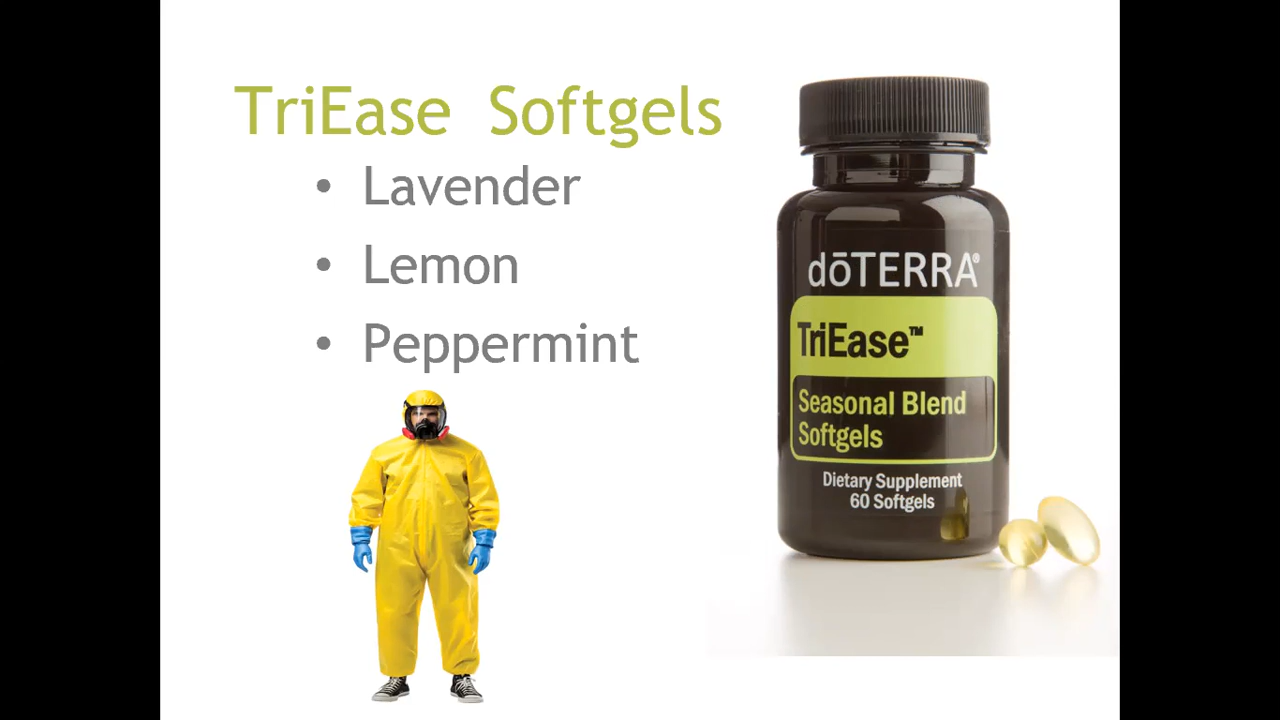 TriEase Softgels
• Lavender
• Lemon
• Peppermint
dōTERRA®
TriEase™
Seasonal Blend
Softgels
Dietary Supplement
60 Softgels